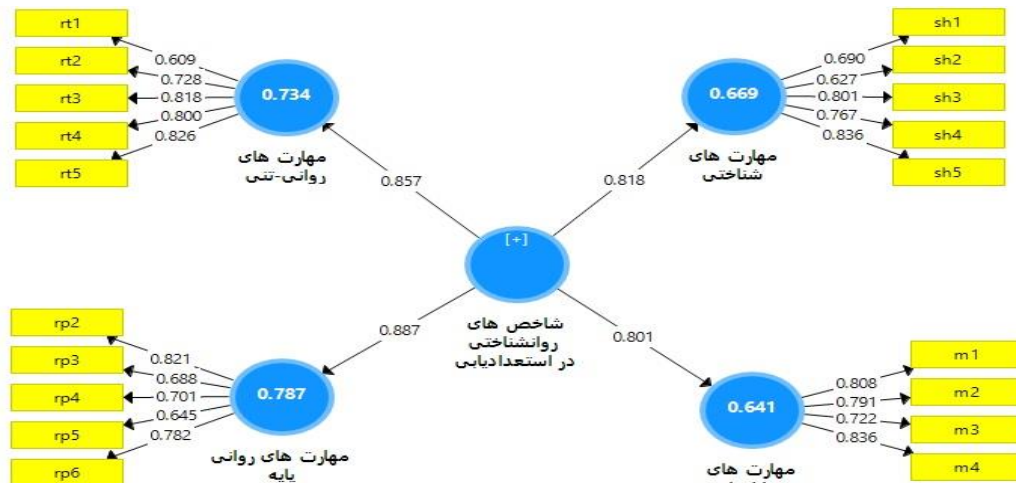 rt1
rt2
rt3
rt4
rt5
0.609
0.728
0.818
0.800
0.826
0.734
مهارت های
روانی-تنی
0.857
sh1
sh2
sh3
sh4
sh5
0.690
0.627
0.801
0.767
0.836
0.669
مهارت های
شناختی
0.818
[+]
شاخص های
روانشناختی
در استعدادیابی
rp2
rp3
rp4
rp5
rp6
0.821
0.688
0.701
0.645
0.782
0.787
مهارت های روانی
پایه
0.887
m1
m2
m3
m4
0.808
0.791
0.722
0.836
0.641
مهارت های
0.801